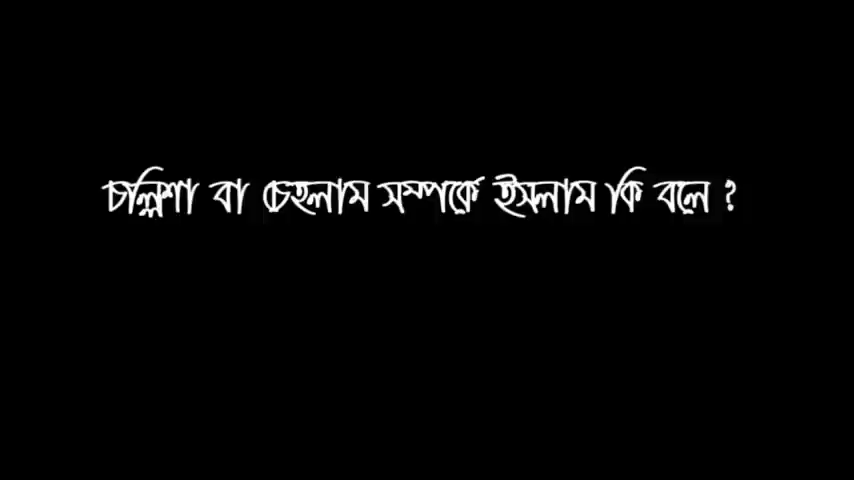 চল্লিশা বা চেহলাম সম্পর্কে ইসলাম কি বলে ?